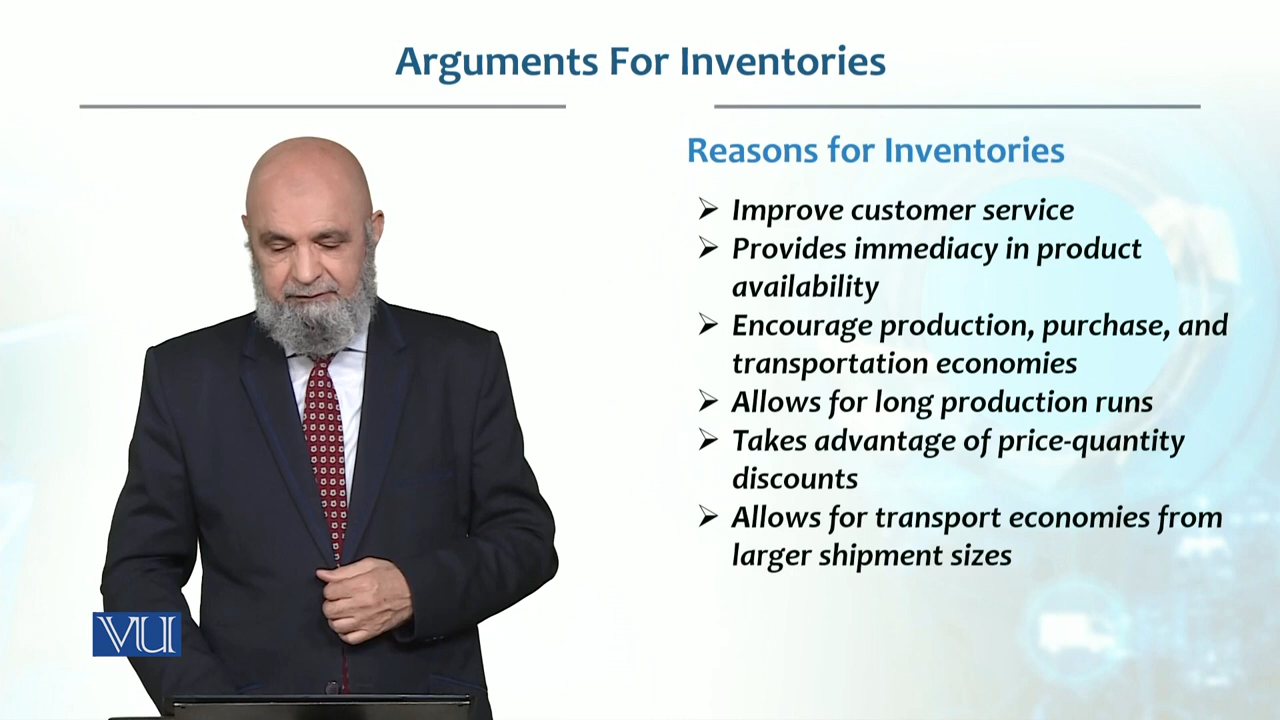 Arguments For Inventories
Reasons for Inventories
➢ Improve customer service
➢ Provides immediacy in product
availability
➢ Encourage production, purchase, and
transportation economies
➢ Allows for long production runs
➢ Takes advantage of price-quantity
discounts
➢ Allows for transport economies from
larger shipment sizes
VU